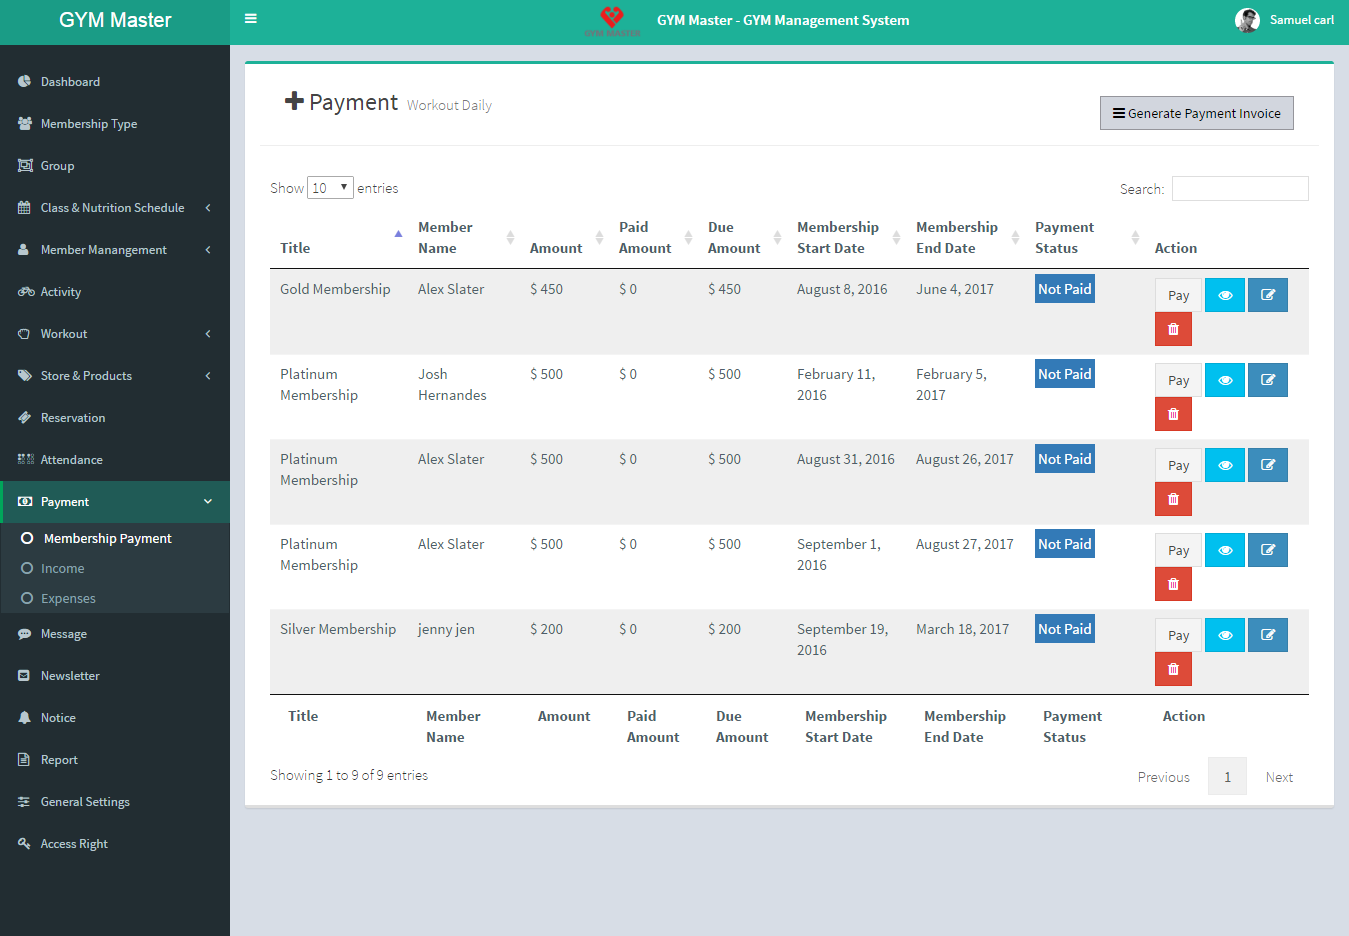 GYM Master
GYM MASTER
GYM Master - GYM Management System
Samuel carl
Dashboard
Membership Type
Group
Class & Nutrition Schedule
Member Manangement
Activity
Workout
Store & Products
Reservation
Attendance
Payment
Membership Payment
Income
Expenses
Message
Newsletter
Notice
Report
General Settings
Access Right
Payment Workout Daily
Generate Payment Invoice
Show 10 entries
Search:
Title Member Name Amount Paid Amount Due Amount Membership Start Date Membership End Date Payment Status Action
Gold Membership Alex Slater $ 450 $ 0 $ 450 August 8, 2016 June 4, 2017 Not Paid Pay
Platinum Membership Josh Hernandes $ 500 $ 0 $ 500 February 11, 2016 February 5, 2017 Not Paid Pay
Platinum Membership Alex Slater $ 500 $ 0 $ 500 August 31, 2016 August 26, 2017 Not Paid Pay
Platinum Membership Alex Slater $ 500 $ 0 $ 500 September 1, 2016 August 27, 2017 Not Paid Pay
Silver Membership jenny jen $ 200 $ 0 $ 200 September 19, 2016 March 18, 2017 Not Paid Pay
Title Member Name Amount Paid Amount Due Amount Membership Start Date Membership End Date Payment Status Action
Showing 1 to 9 of 9 entries
Previous 1 Next